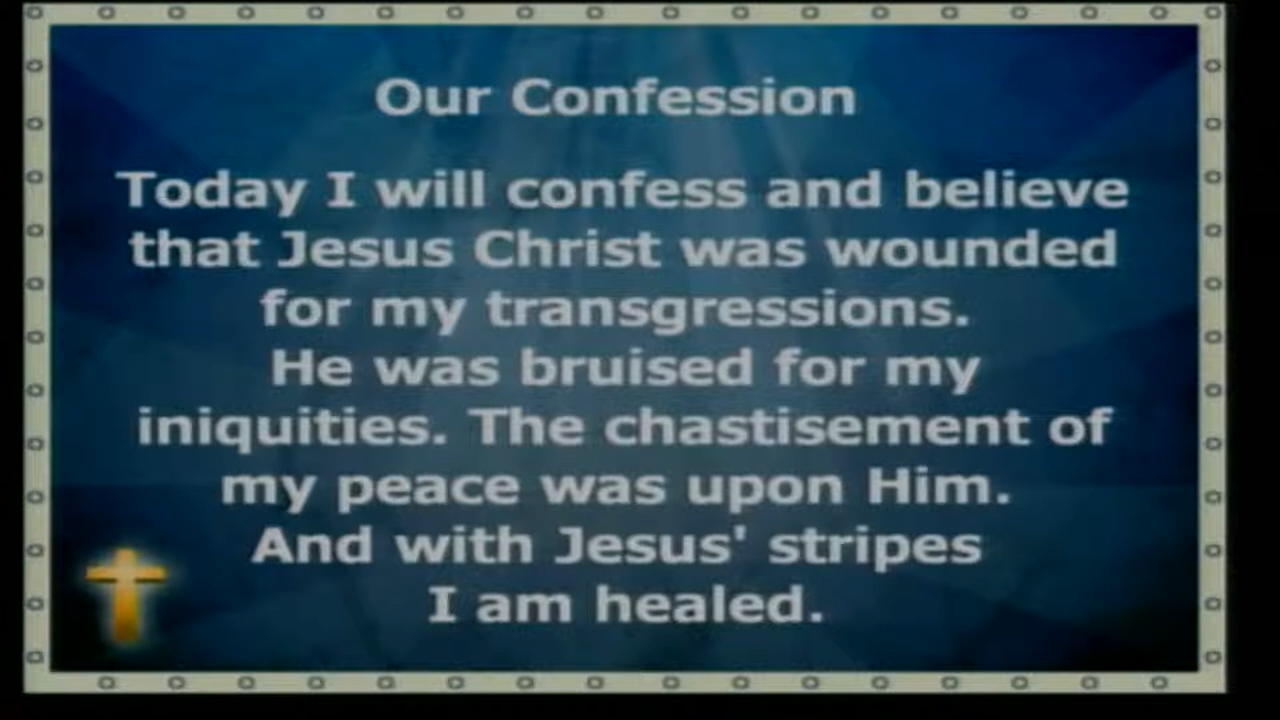 Our Confession
Today I will confess and believe
that Jesus Christ was wounded
for my transgressions.
He was bruised for my
iniquities. The chastisement of
my peace was upon Him.
And with Jesus' stripes
I am healed.